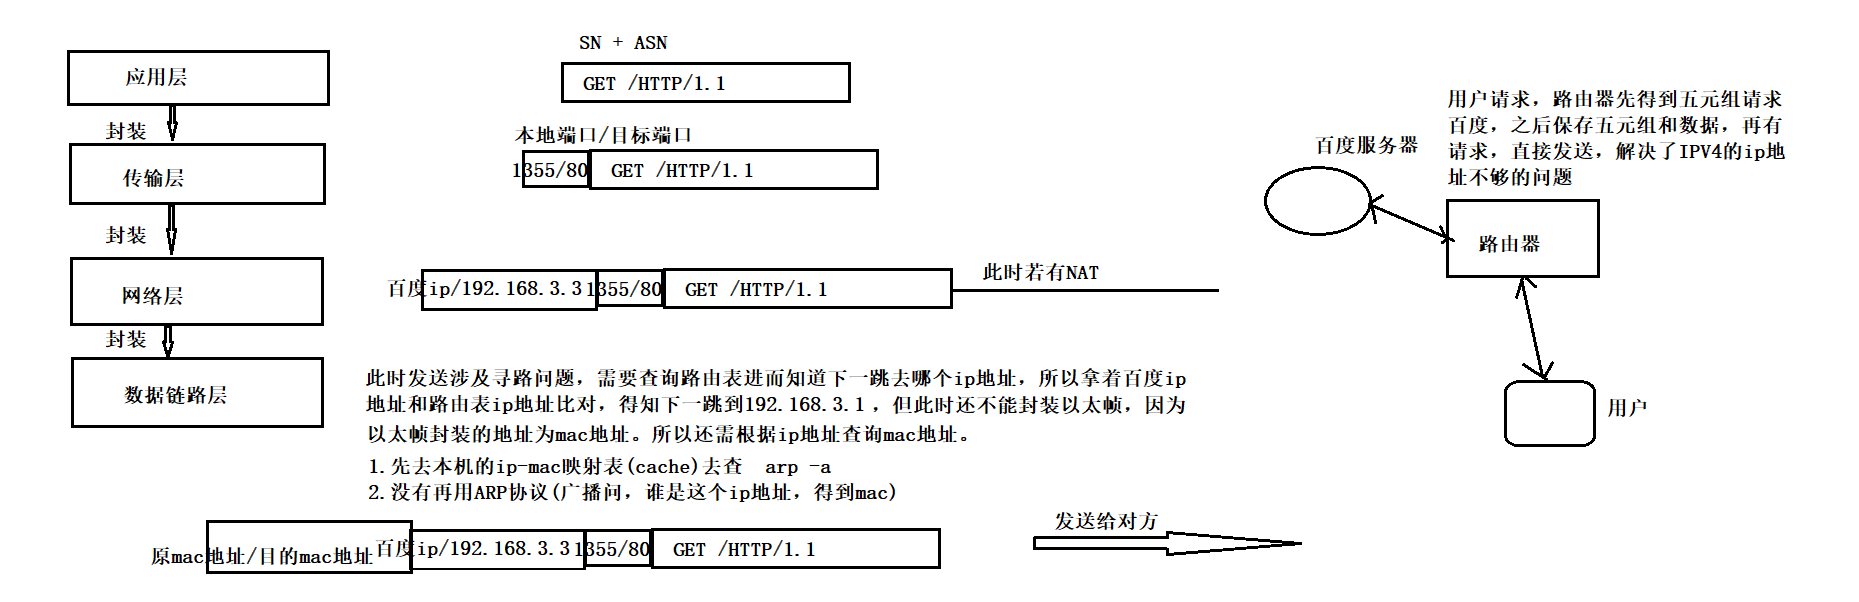 应用层
封装
传输层
封装
网络层
封装
数据链路层
SN + ASN
GET /HTTP/1.1
本地端口/目标端口
1355/80
GET /HTTP/1.1
百度ip/192.168.3.3
1355/80
GET /HTTP/1.1
此时若有NAT
此时发送涉及寻路问题，需要查询路由表进而知道下一跳去哪个ip地址，所以拿着百度ip
地址和路由表ip地址比对，得知下一跳到192.168.3.1，但此时还不能封装以太帧，因为
以太帧封装的地址为mac地址。所以还需根据ip地址查询mac地址。
1.先去本机的ip-mac映射表(cache)去查 arp -a
2.没有再用ARP协议(广播问，谁是这个ip地址，得到mac)
原mac地址/目的mac地址
百度ip/192.168.3.3
1355/80
GET /HTTP/1.1
发送给对方
用户请求，路由器先得到五元组请求
百度，之后保存五元组和数据，再有
请求，直接发送，解决了IPV4的ip地
址不够的问题
百度服务器
路由器
用户